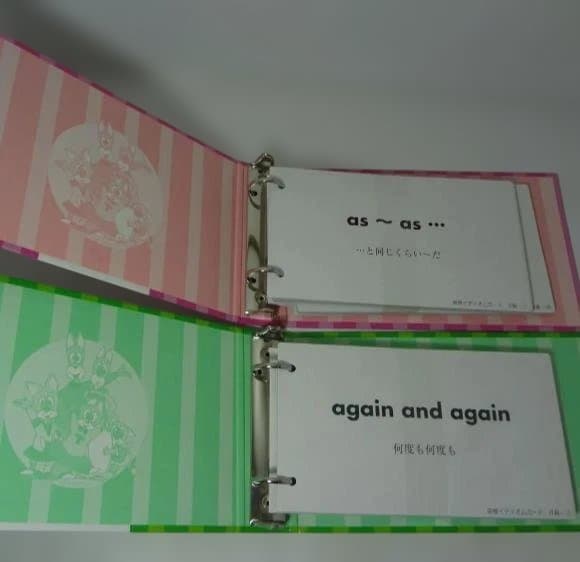 as ～ as …
…と同じくらい～だ
again and again
何度も何度も